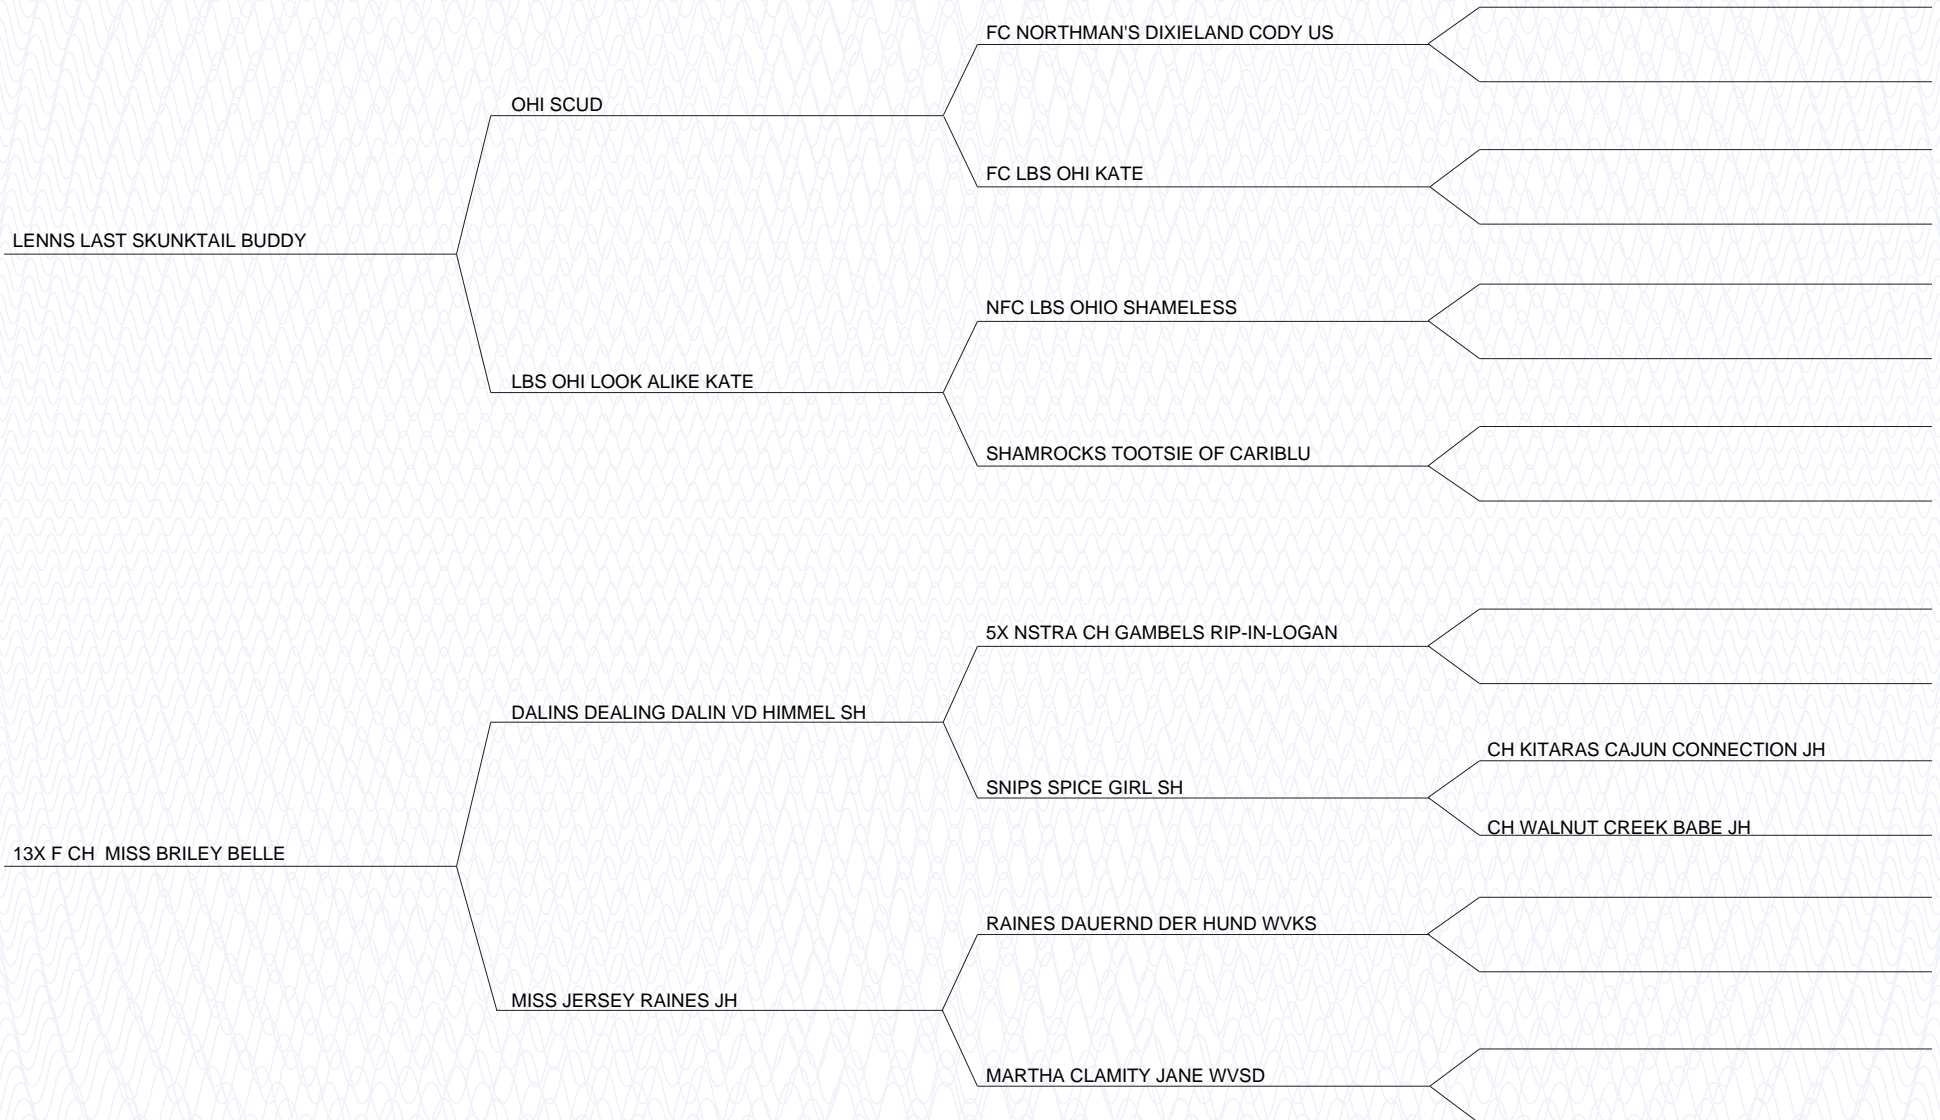 FC NORTHMAN'S DIXIELAND CODY US
OHI SCUD
FC LBS OHI KATE
LENNS LAST SKUNKTAIL BUDDY
NFC LBS OHIO SHAMELESS
LBS OHI LOOK ALIKE KATE
SHAMROCKS TOOTSIE OF CARIBLU
5X NSTRA CH GAMBELS RIP-IN-LOGAN
DALINS DEALING DALIN VD HIMMEL SH
CH KITARAS CAJUN CONNECTION JH
SNIPS SPICE GIRL SH
CH WALNUT CREEK BABE JH
13X F CH  MISS BRILEY BELLE
RAINES DAUERND DER HUND WVKS
MISS JERSEY RAINES JH
MARTHA CLAMITY JANE WVSD